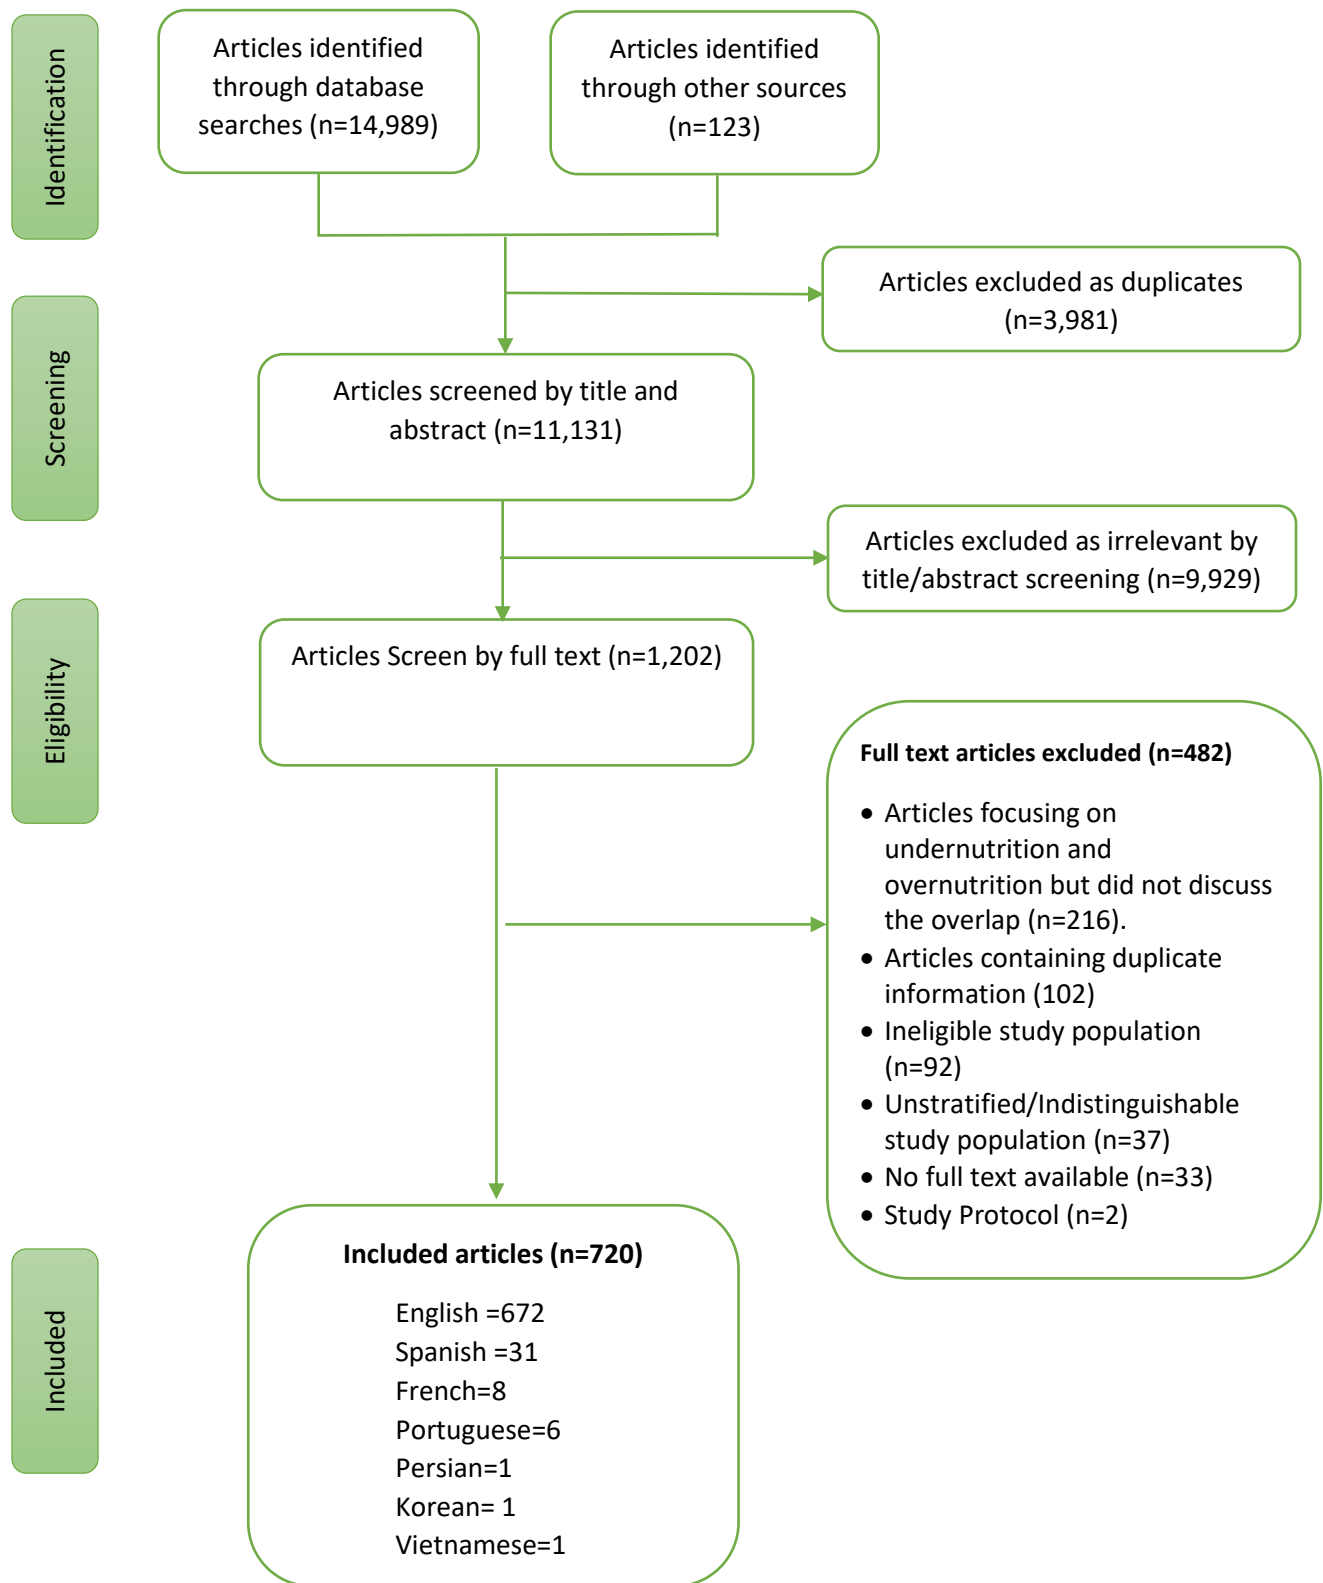 Identification
Articles identified
through database
searches (n=14,989)
Articles identified
through other sources
(n=123)
Articles excluded as duplicates
(n=3,981)
Screening
Articles screened by title and
abstract (n=11,131)
Articles excluded as irrelevant by
title/abstract screening (n=9,929)
Eligibility
Articles Screen by full text (n=1,202)
Full text articles excluded (n=482)
• Articles focusing on
undernutrition and
overnutrition but did not discuss
the overlap (n=216).
• Articles containing duplicate
information (102)
• Ineligible study population
(n=92)
• Unstratified/Indistinguishable
study population (n=37)
• No full text available (n=33)
• Study Protocol (n=2)
Included
Included articles (n=720)
English =672
Spanish =31
French=8
Portuguese=6
Persian=1
Korean= 1
Vietnamese=1